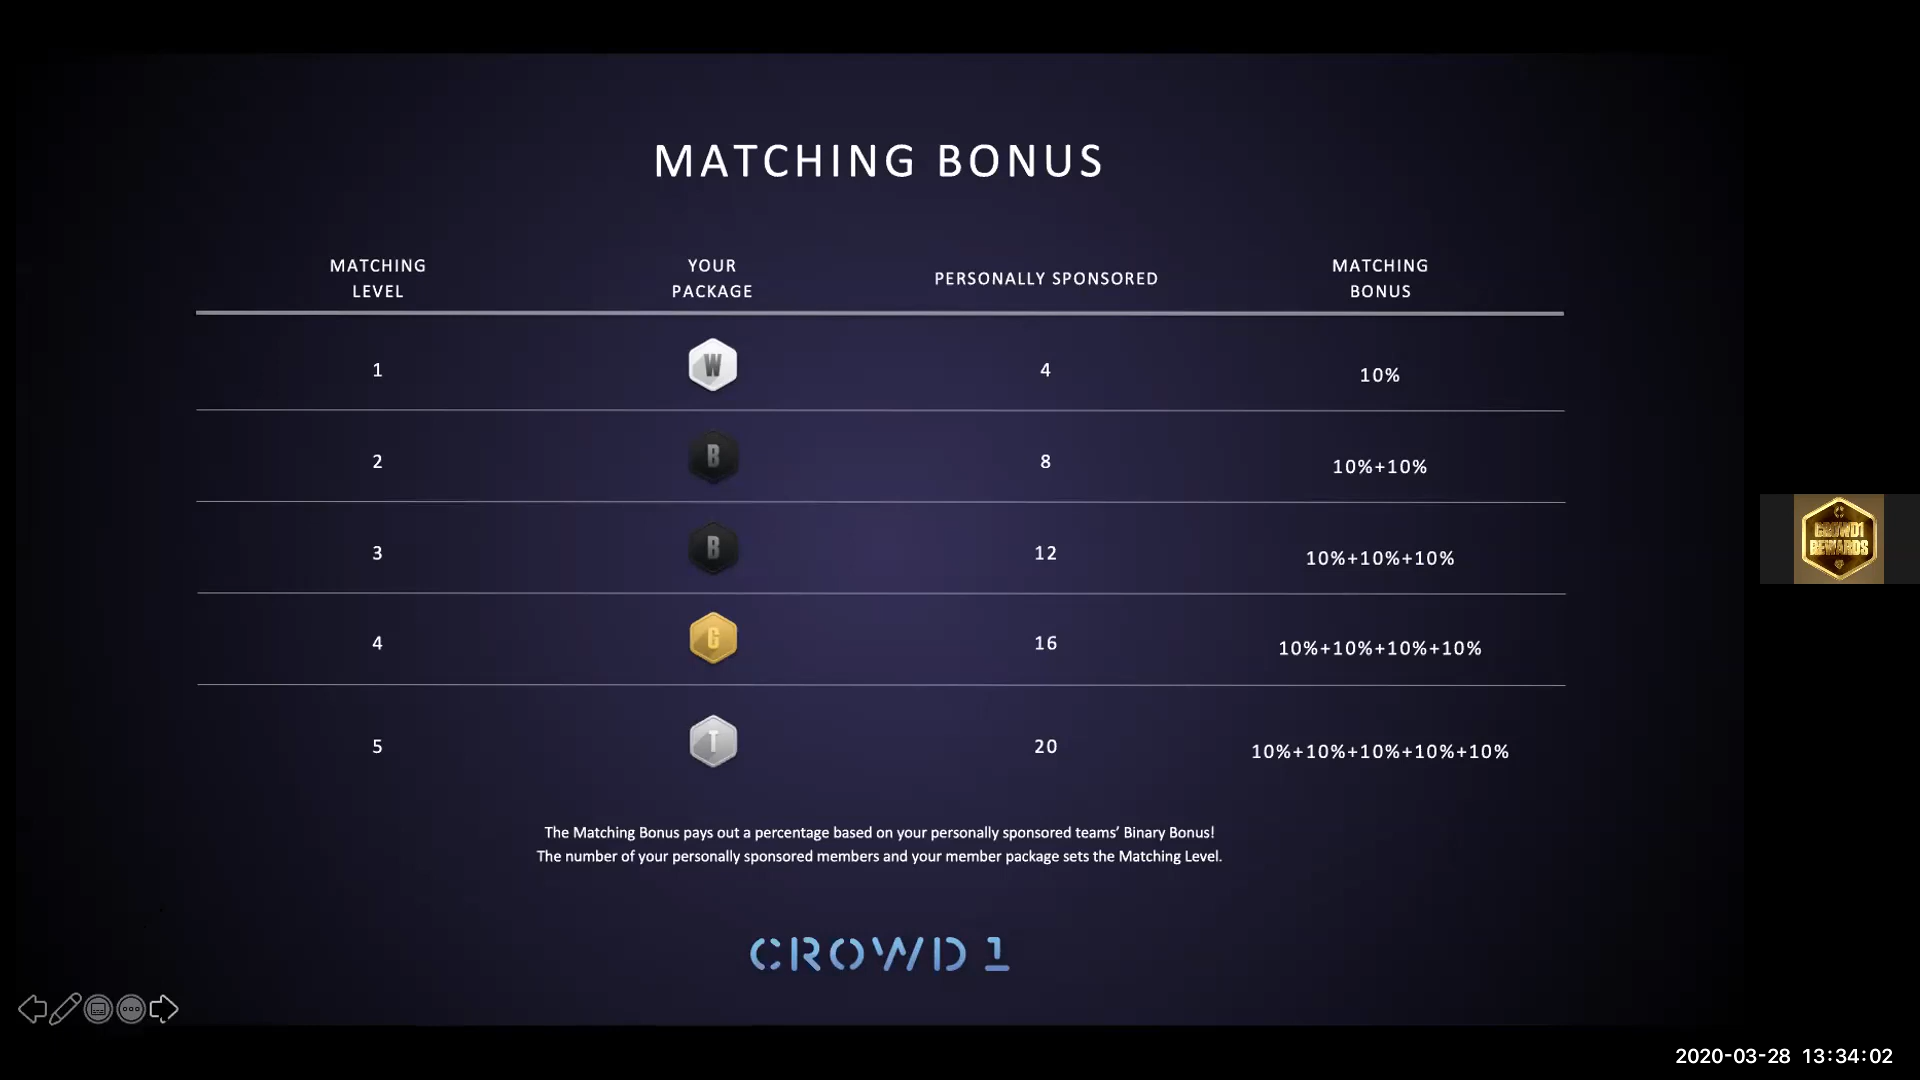 MATCHING BONUS
MATCHING
LEVEL
YOUR
PACKAGE
PERSONALLY SPONSORED
MATCHING
BONUS
1
W
4
10%
2
B
8
10%+10%
3
B
12
10%+10%+10%
4
G
16
10%+10%+10%+10%
5
T
20
10%+10%+10%+10%+10%
The Matching Bonus pays out a percentage based on your personally sponsored teams’ Binary Bonus!
The number of your personally sponsored members and your member package sets the Matching Level.
CROWD 1
CROWD1
REWARDS
2020-03-28 13:34:02